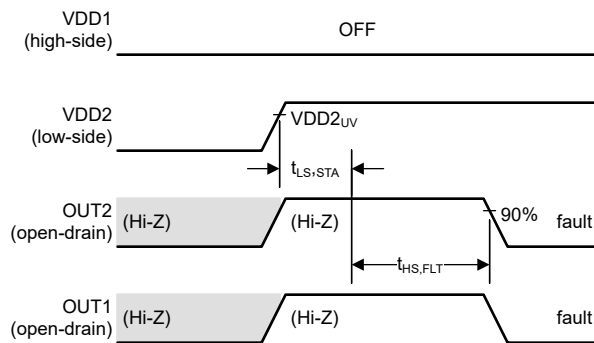 VDD1
(high-side)
OFF
VDD2
(low-side)
VDD2UV
tLS,STA
OUT2
(open-drain)
(Hi-Z)
(Hi-Z)
90%
fault
tHS,FLT
OUT1
(open-drain)
(Hi-Z)
(Hi-Z)
fault